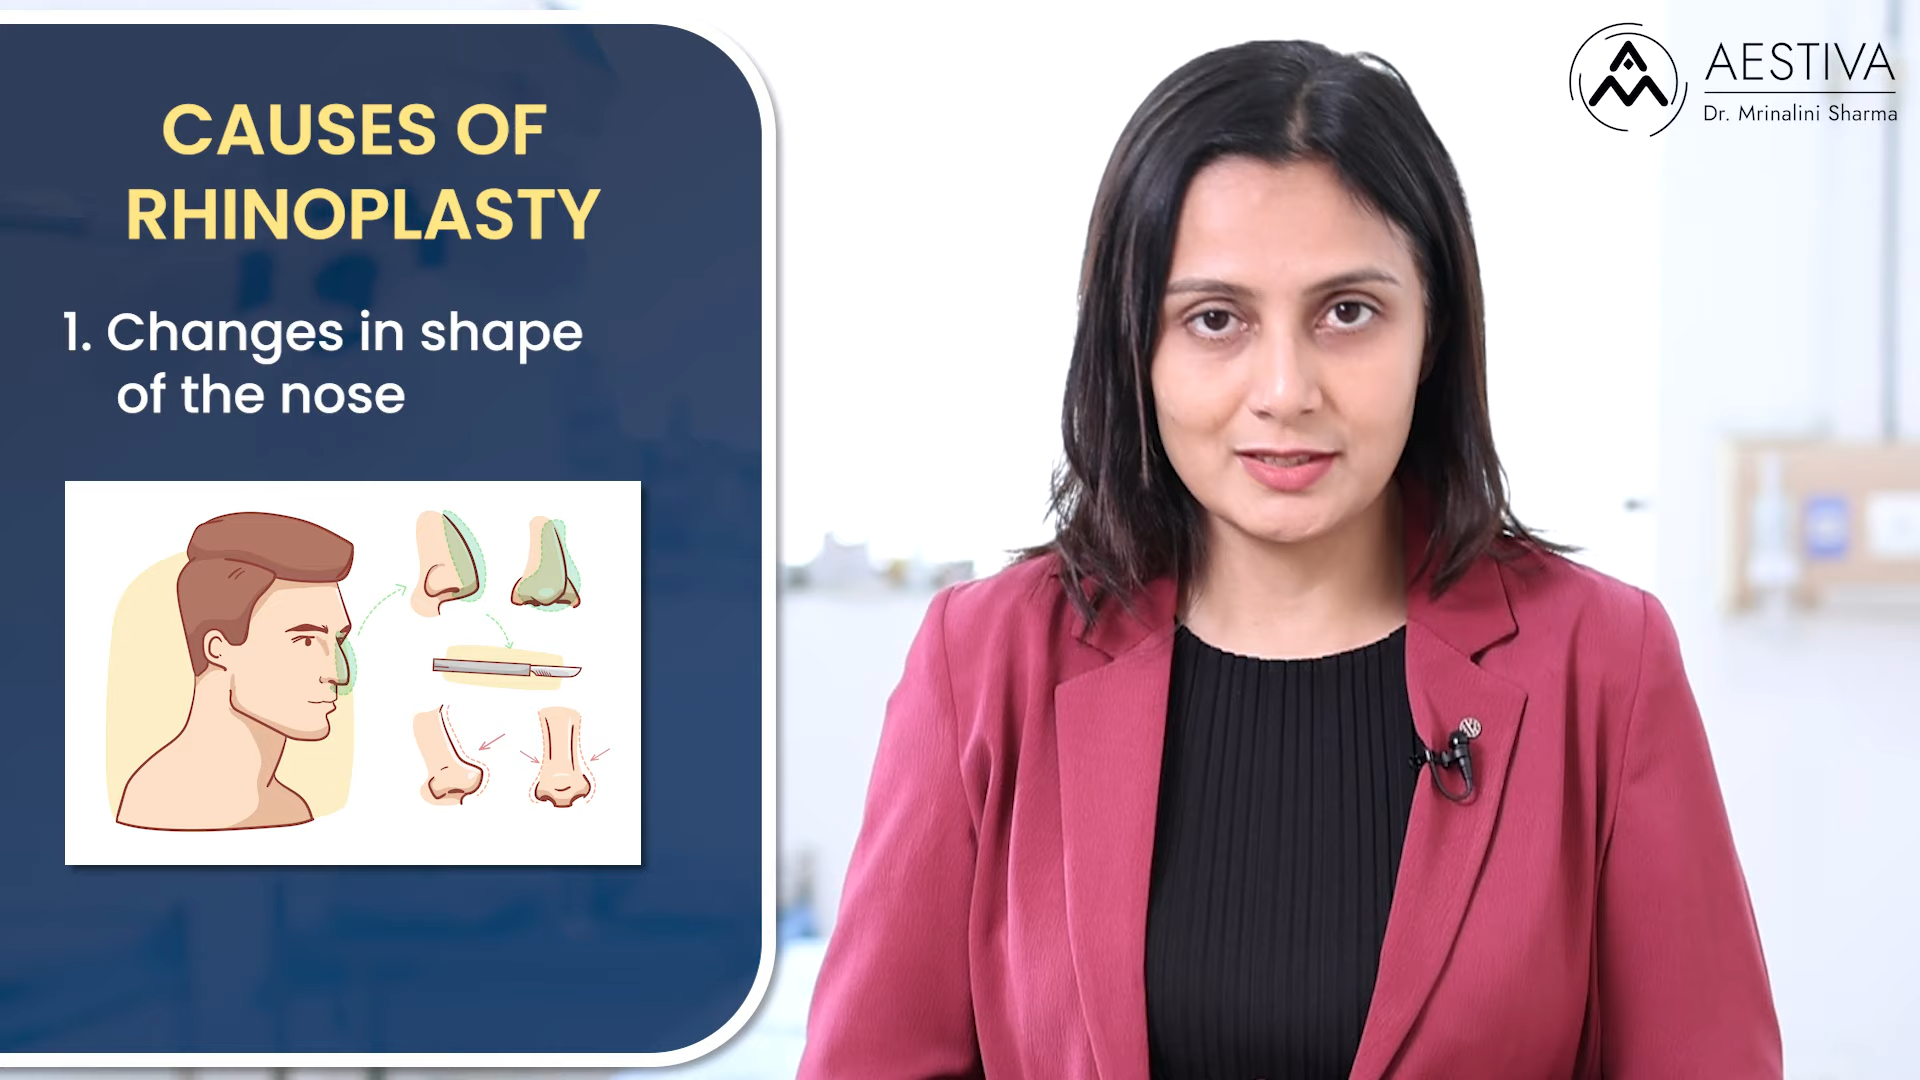 CAUSES OF
RHINOPLASTY
1. Changes in shape
of the nose
AESTIVA
Dr. Mrinalini Sharma